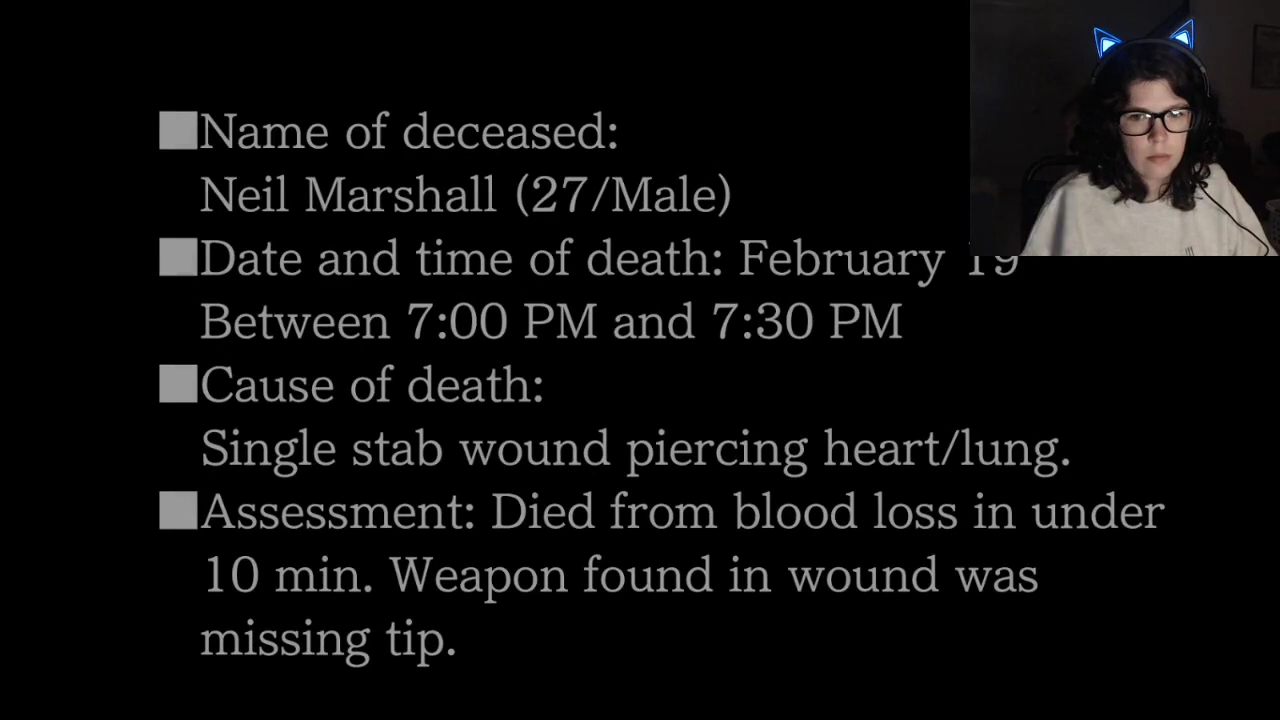 ■Name of deceased:
Neil Marshall (27/Male)
■Date and time of death: February 19
Between 7:00 PM and 7:30 PM
■Cause of death:
Single stab wound piercing heart/lung.
■Assessment: Died from blood loss in under
10 min. Weapon found in wound was
missing tip.